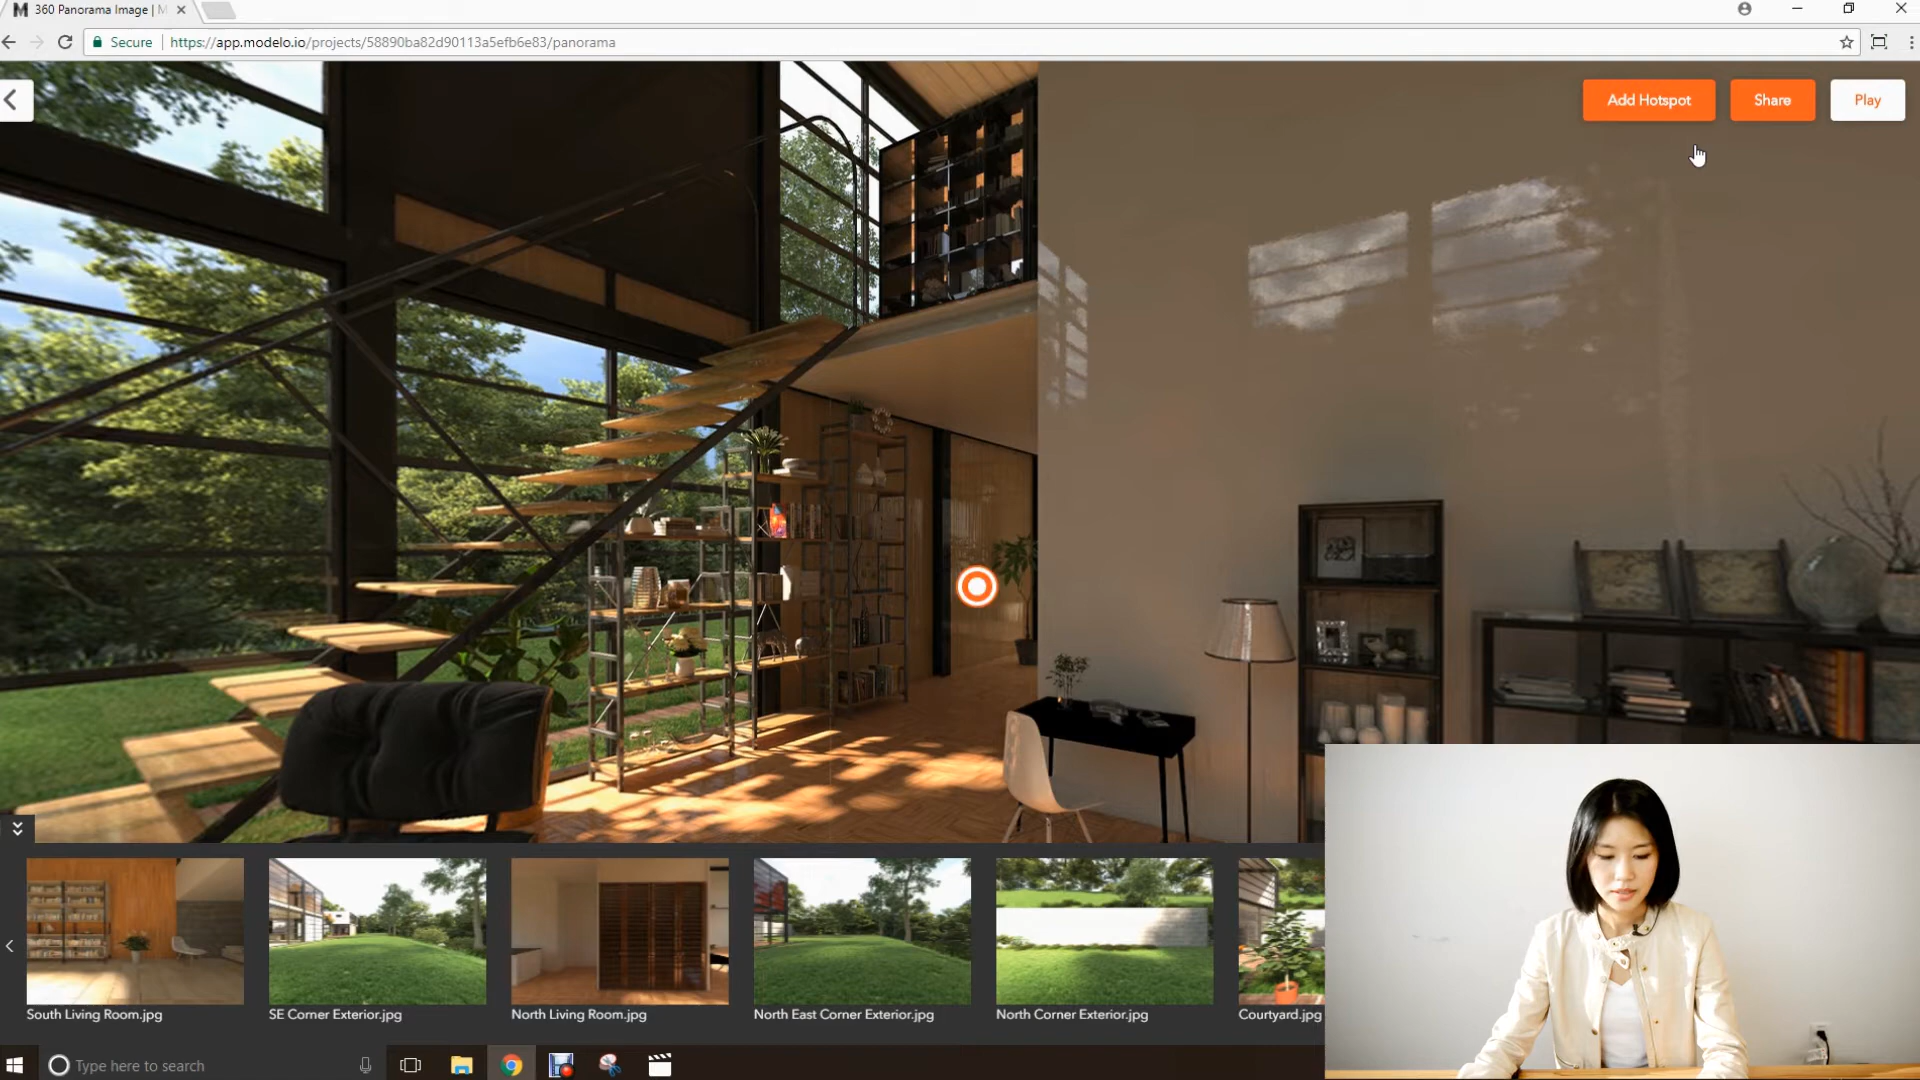 M 360 Panorama Image | M
Secure
https://app.modelo.io/projects/58890ba82d90113a5efb6e83/panorama
Add Hotspot
Share
Play
South Living Room.jpg
SE Corner Exterior.jpg
North Living Room.jpg
North East Corner Exterior.jpg
North Corner Exterior.jpg
Courtyard.jpg
Type here to search